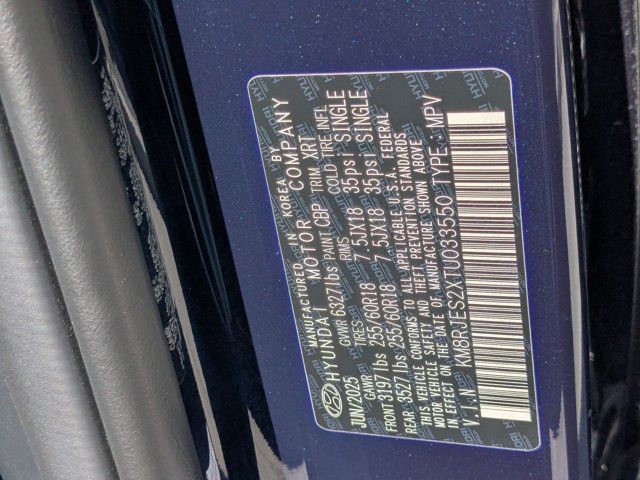 MANUFACTURED IN KOREA BY
HYUNDAI MOTOR COMPANY
JUN/2025 GVWR 6327lbs PAINT CBP TRIM XRT
GAWR TIRES RMS COLD TIRE INFL
FRONT 3197lbs 255/60R18 7.5JX18 35psi SINGLE
REAR 3527lbs 255/60R18 7.5JX18 35psi SINGLE
THIS VEHICLE CONFORMS TO ALL APPLICABLE U.S.A. FEDERAL
MOTOR VEHICLE SAFETY AND THEFT PREVENTION STANDARDS
IN EFFECT ON THE DATE OF MANUFACTURE SHOWN ABOVE
V.I.N: KM8RJES2XTU033550 TYPE: MPV